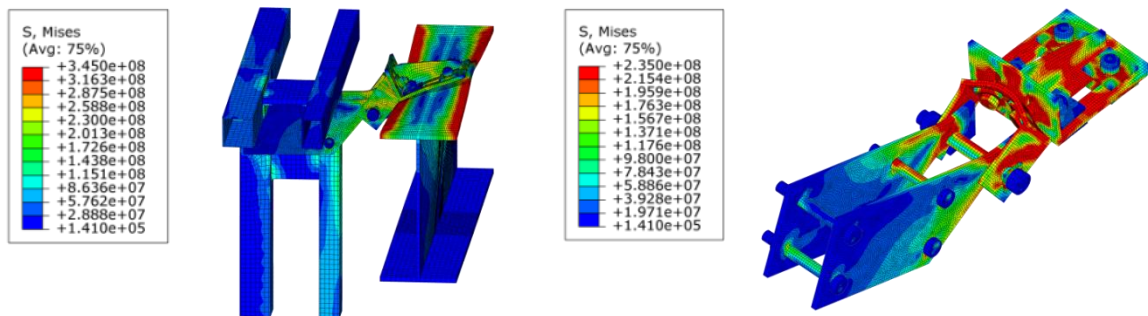 S, Mises
(Avg: 75%)
+3.450e+08
+3.163e+08
+2.875e+08
+2.588e+08
+2.300e+08
+2.013e+08
+1.726e+08
+1.438e+08
+1.151e+08
+8.636e+07
+5.762e+07
+2.888e+07
+1.410e+05
S, Mises
(Avg: 75%)
+2.350e+08
+2.154e+08
+1.959e+08
+1.763e+08
+1.567e+08
+1.371e+08
+1.176e+08
+9.800e+07
+7.843e+07
+5.886e+07
+3.928e+07
+1.971e+07
+1.410e+05